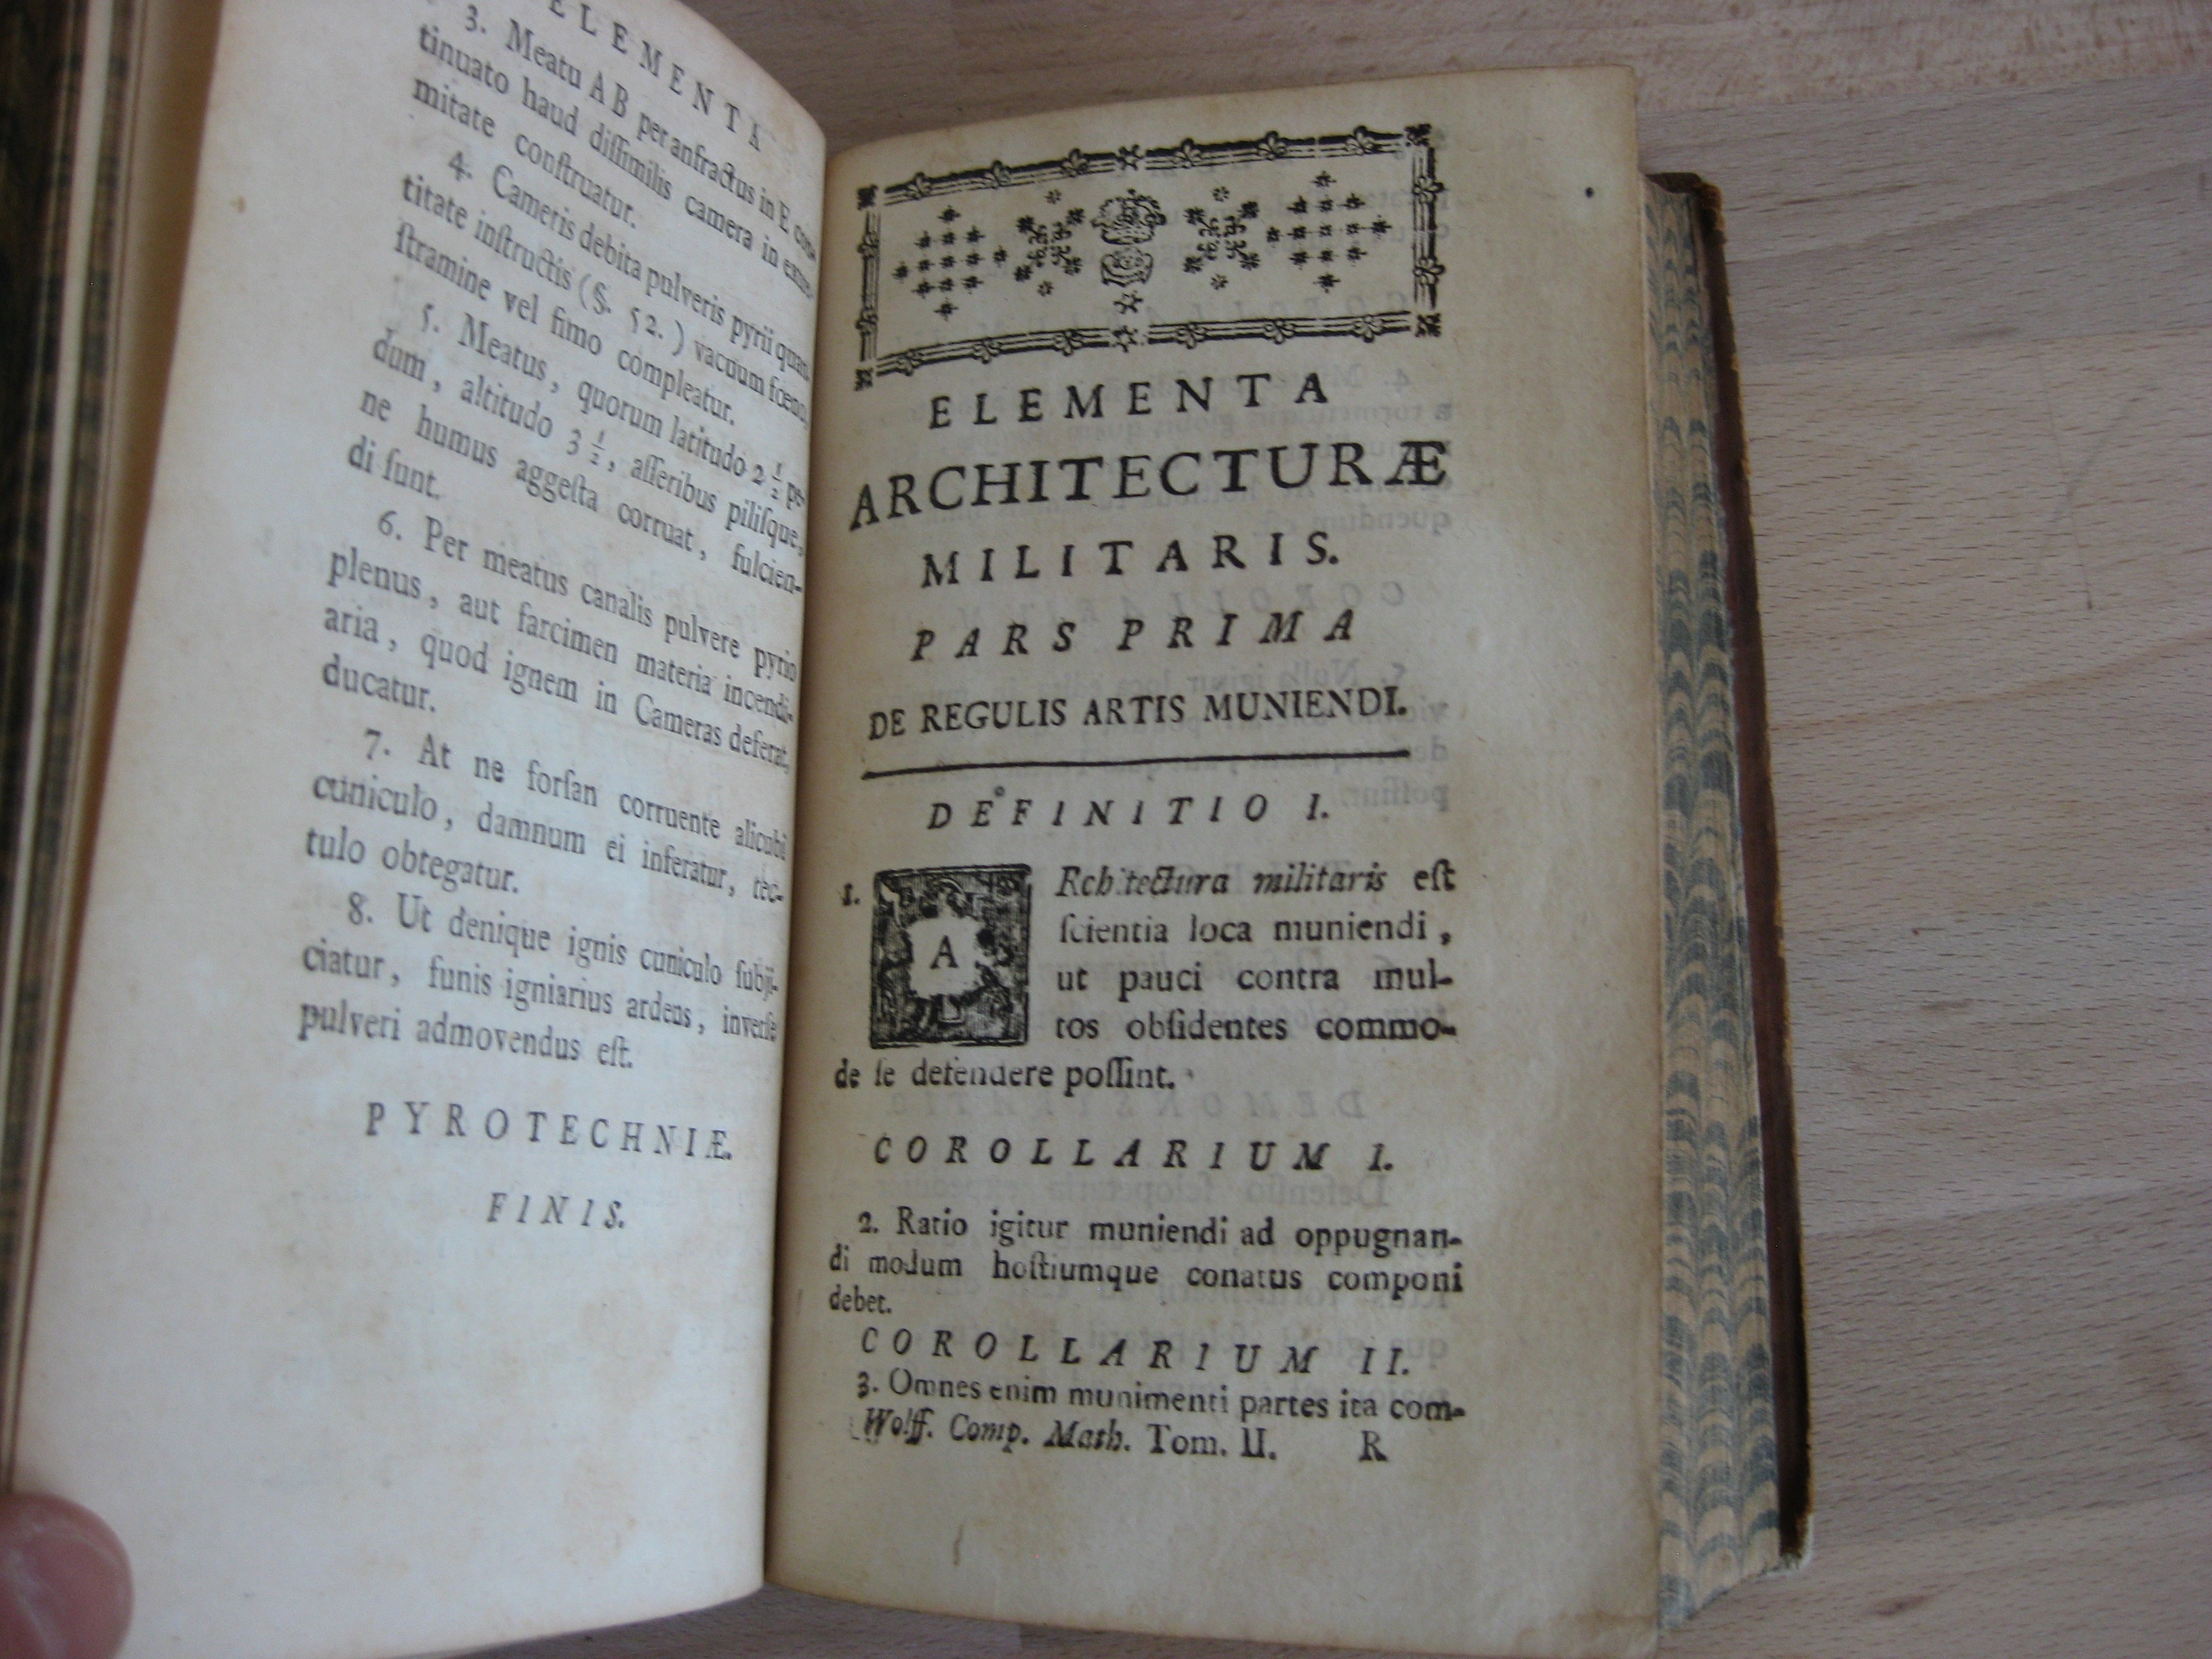 ELEMENTA
3. Meatu AB per anfractus in E con-
tinuato haud diſſimilis camera in extre-
mitate conſtruatur.
4. Cameris debita pulveris pyrii quan-
titate inſtructis (§. 52.) vacuum fœno,
ſtramine vel fimo compleatur.
5. Meatus, quorum latitudo 2 1/2 pe-
dum, altitudo 3 1/2, aſſeribus piliſque,
ne humus aggeſta corruat, fulcien-
di ſunt.
6. Per meatus canalis pulvere pyrio
plenus, aut farcimen materia incendi-
aria, quod ignem in Cameras deferat,
ducatur.
7. At ne forſan corruente alicubi
cuniculo, damnum ei inferatur, tec-
tulo obtegatur.
8. Ut denique ignis cuniculo ſubij-
ciatur, funis igniarius ardens, inverſe
pulveri admovendus eſt.
PYROTECHNIÆ.
FINIS.
ELEMENTA
ARCHITECTURÆ
MILITARIS.
PARS PRIMA
DE REGULIS ARTIS MUNIENDI.
DEFINITIO I.
1. ARchitectura militaris eſt
ſcientia loca muniendi,
ut pauci contra mul-
tos obſidentes commo-
de ſe defendere poſſint.
COROLLARIUM I.
2. Ratio igitur muniendi ad oppugnan-
di modum hoſtiumque conatus componi
debet.
COROLLARIUM II.
3. Omnes enim munimenti partes ita com-
Wolff. Comp. Math. Tom. II. R